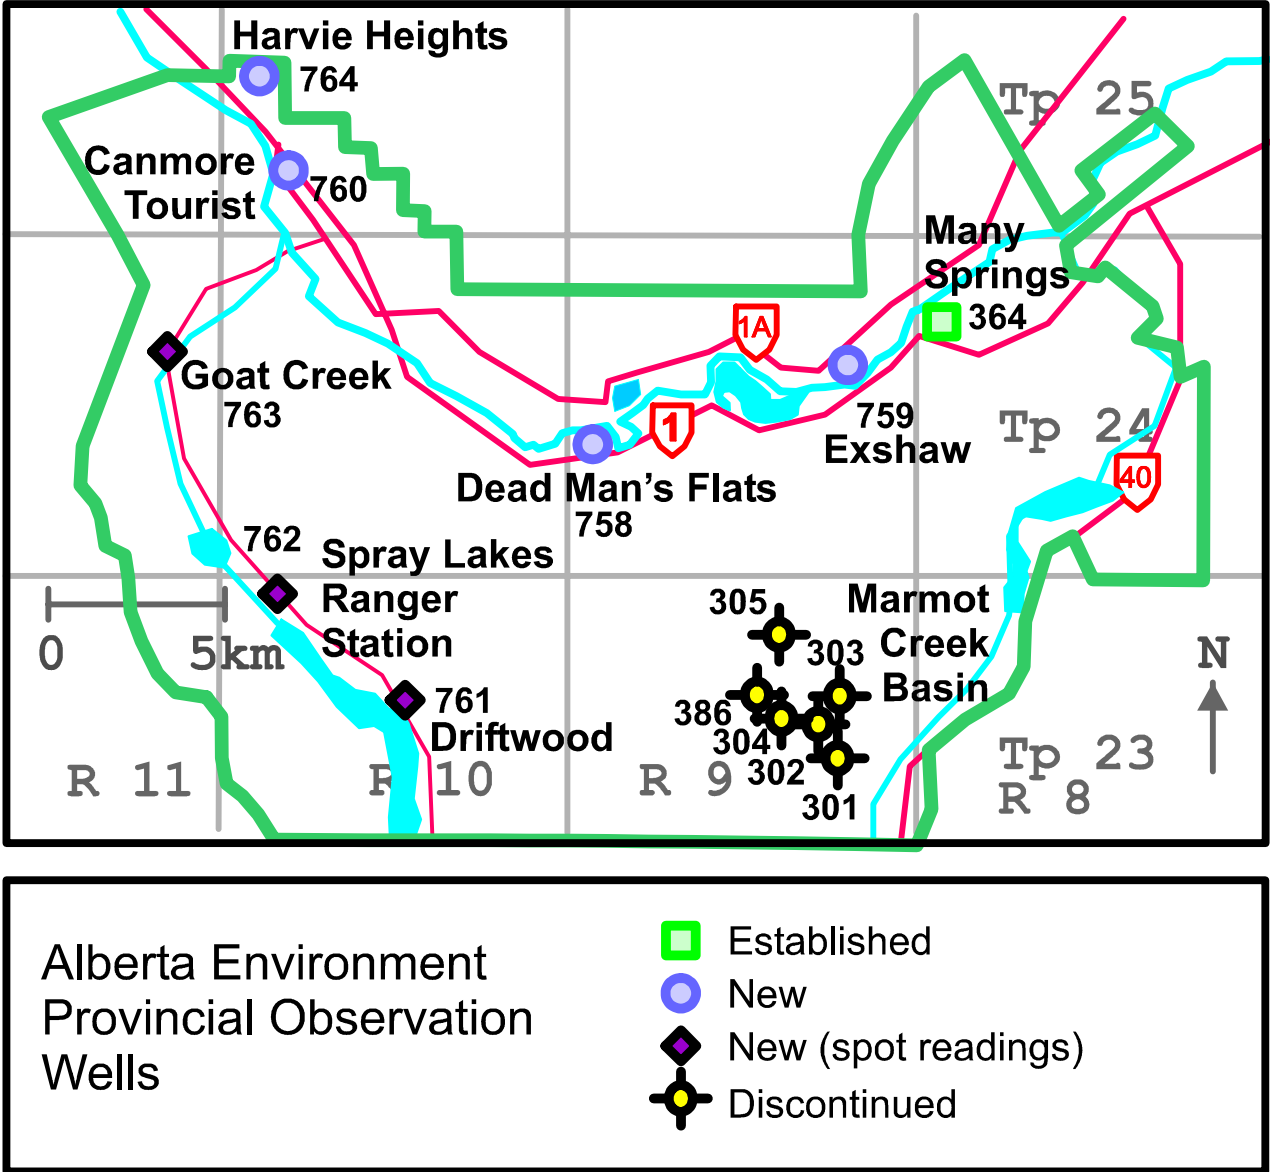 Harvie Heights
764
Tp 25
Canmore
Tourist
760
Many
Springs
364
1A
Goat Creek
763
1
759
Exshaw
Tp 24
40
Dead Man's Flats
758
762
Spray Lakes
Ranger
Station
0 5km
305
303
Marmot
Creek
Basin
N
761
Driftwood
386
304
302
301
R 11
R 10
R 9
Tp 23
R 8
Alberta Environment
Provincial Observation
Wells
Established
New
New (spot readings)
Discontinued